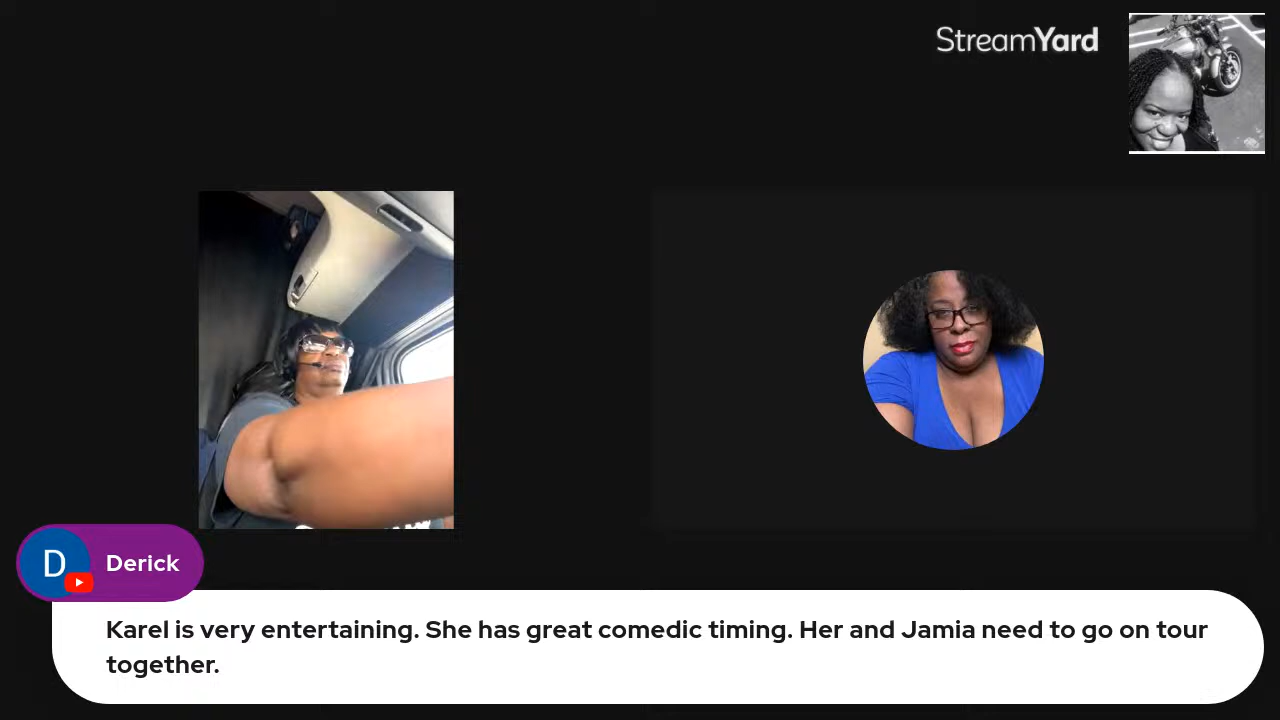 StreamYard
D
Derick
Karel is very entertaining. She has great comedic timing. Her and Jamia need to go on tour
together.